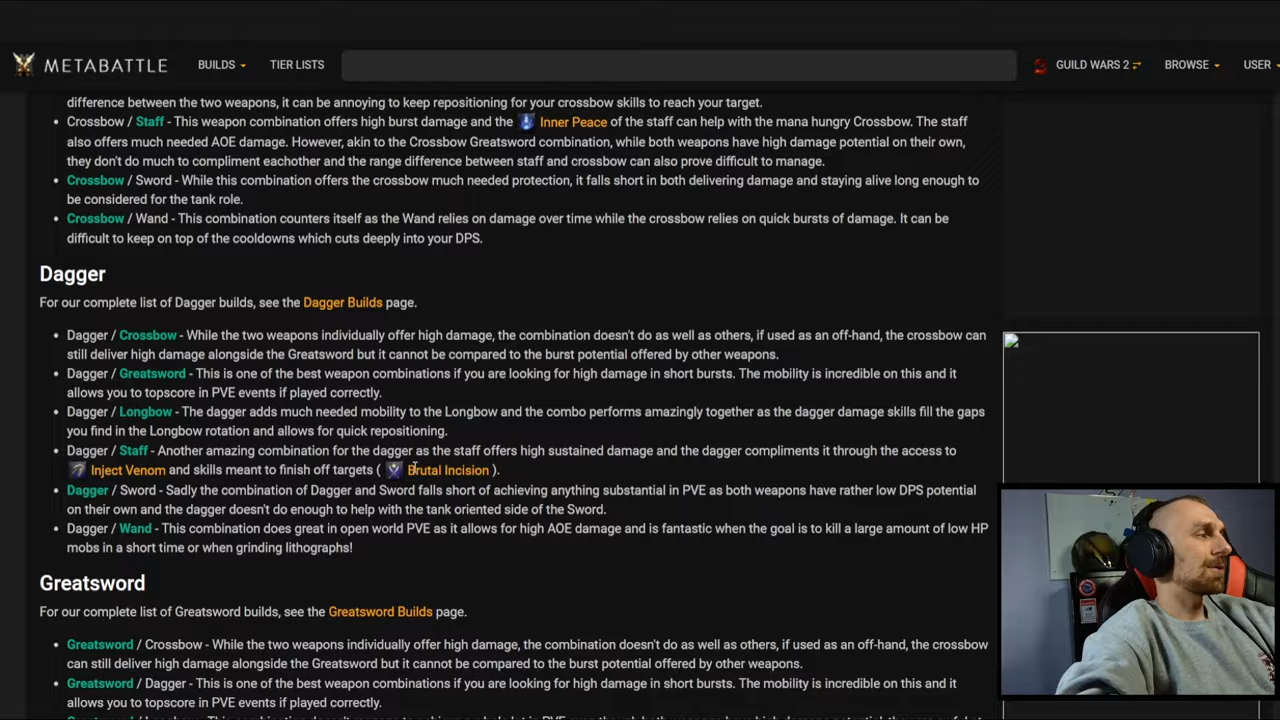 METABATTLE
BUILDS
TIER LISTS
GUILD WARS 2
BROWSE
USER
difference between the two weapons, it can be annoying to keep repositioning for your crossbow skills to reach your target.
Crossbow / Staff - This weapon combination offers high burst damage and the Inner Peace of the staff can help with the mana hungry Crossbow. The staff
also offers much needed AOE damage. However, akin to the Crossbow Greatsword combination, while both weapons have high damage potential on their own,
they don't do much to compliment eachother and the range difference between staff and crossbow can also prove difficult to manage.
Crossbow / Sword - While this combination offers the crossbow much needed protection, it falls short in both delivering damage and staying alive long enough to
be considered for the tank role.
Crossbow / Wand - This combination counters itself as the Wand relies on damage over time while the crossbow relies on quick bursts of damage. It can be
difficult to keep on top of the cooldowns which cuts deeply into your DPS.
Dagger
For our complete list of Dagger builds, see the Dagger Builds page.
Dagger / Crossbow - While the two weapons individually offer high damage, the combination doesn't do as well as others, if used as an off-hand, the crossbow can
still deliver high damage alongside the Greatsword but it cannot be compared to the burst potential offered by other weapons.
Dagger / Greatsword - This is one of the best weapon combinations if you are looking for high damage in short bursts. The mobility is incredible on this and it
allows you to topscore in PVE events if played correctly.
Dagger / Longbow - The dagger adds much needed mobility to the Longbow and the combo performs amazingly together as the dagger damage skills fill the gaps
you find in the Longbow rotation and allows for quick repositioning.
Dagger / Staff - Another amazing combination for the dagger as the staff offers high sustained damage and the dagger compliments it through the access to
Inject Venom and skills meant to finish off targets ( Brutal Incision ).
Dagger / Sword - Sadly the combination of Dagger and Sword falls short of achieving anything substantial in PVE as both weapons have rather low DPS potential
on their own and the dagger doesn't do enough to help with the tank oriented side of the Sword.
Dagger / Wand - This combination does great in open world PVE as it allows for high AOE damage and is fantastic when the goal is to kill a large amount of low HP
mobs in a short time or when grinding lithographs!
Greatsword
For our complete list of Greatsword builds, see the Greatsword Builds page.
Greatsword / Crossbow - While the two weapons individually offer high damage, the combination doesn't do as well as others, if used as an off-hand, the crossbow
can still deliver high damage alongside the Greatsword but it cannot be compared to the burst potential offered by other weapons.
Greatsword / Dagger - This is one of the best weapon combinations if you are looking for high damage in short bursts. The mobility is incredible on this and it
allows you to topscore in PVE events if played correctly.